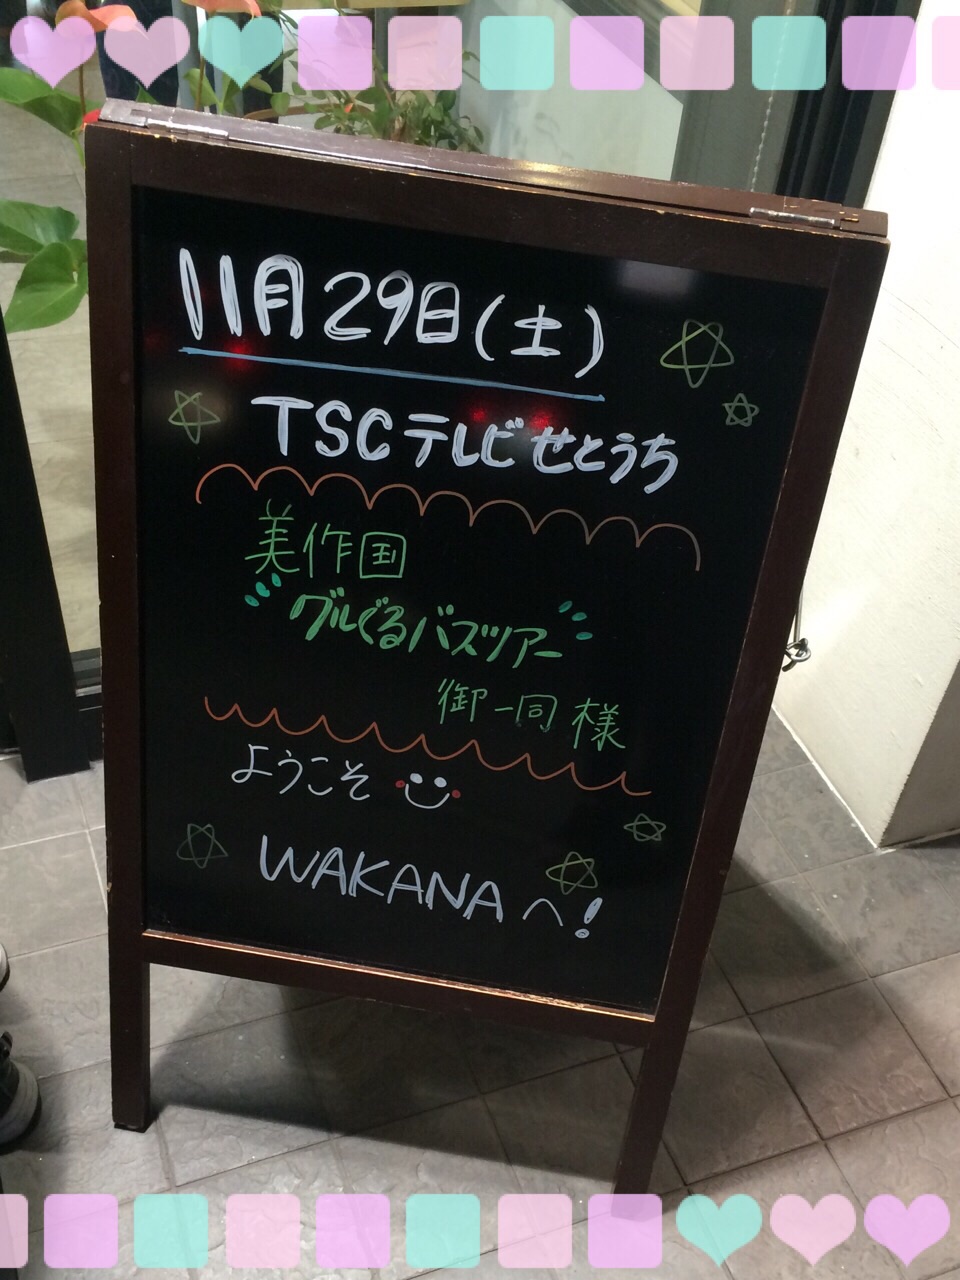 11月29日(土)
TSCテレビせとうち
美作国
グルぐるバスツアー
御一同様
ようこそ
WAKANAへ!